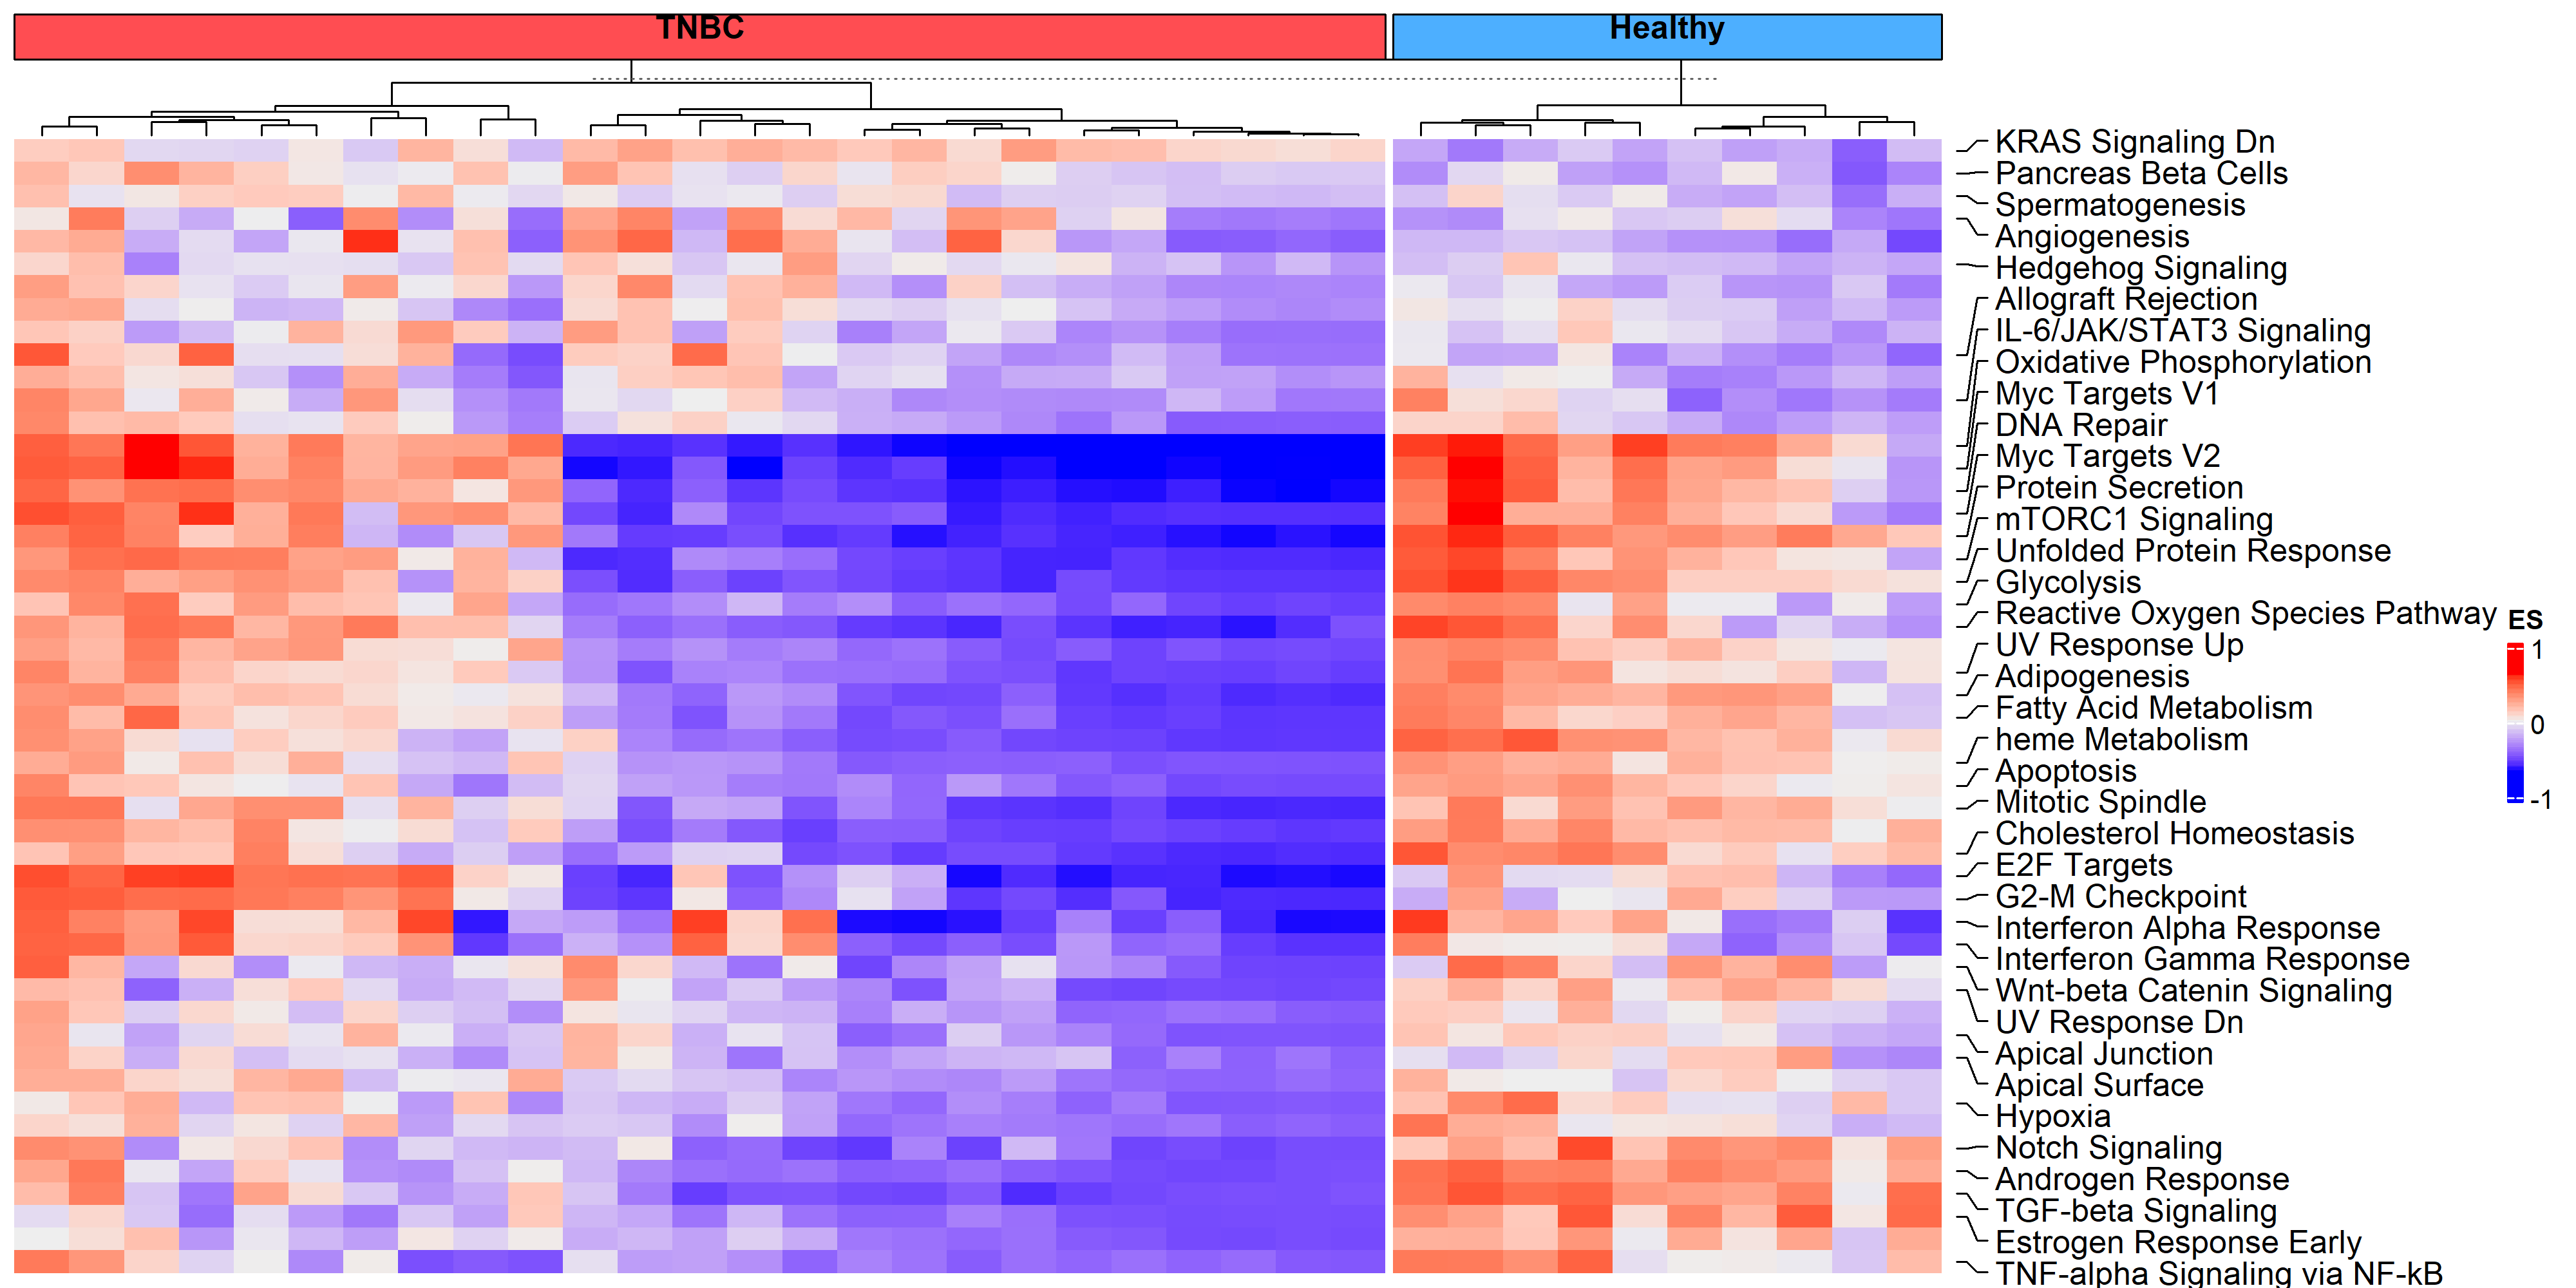 TNBC
Healthy
KRAS Signaling Dn
Pancreas Beta Cells
Spermatogenesis
Angiogenesis
Hedgehog Signaling
Allograft Rejection
IL-6/JAK/STAT3 Signaling
Oxidative Phosphorylation
Myc Targets V1
DNA Repair
Myc Targets V2
Protein Secretion
mTORC1 Signaling
Unfolded Protein Response
Glycolysis
Reactive Oxygen Species Pathway
UV Response Up
Adipogenesis
Fatty Acid Metabolism
heme Metabolism
Apoptosis
Mitotic Spindle
Cholesterol Homeostasis
E2F Targets
G2-M Checkpoint
Interferon Alpha Response
Interferon Gamma Response
Wnt-beta Catenin Signaling
UV Response Dn
Apical Junction
Apical Surface
Hypoxia
Notch Signaling
Androgen Response
TGF-beta Signaling
Estrogen Response Early
TNF-alpha Signaling via NF-kB
ES
1
0
-1